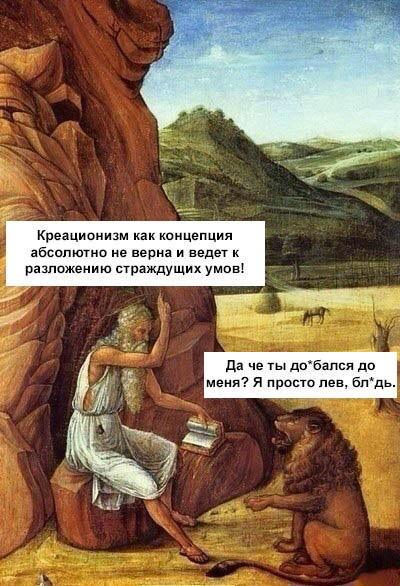 Креационизм как концепция
абсолютно не верна и ведет к
разложению страждущих умов!
Да че ты до*бался до
меня? Я просто лев, бл*дь.